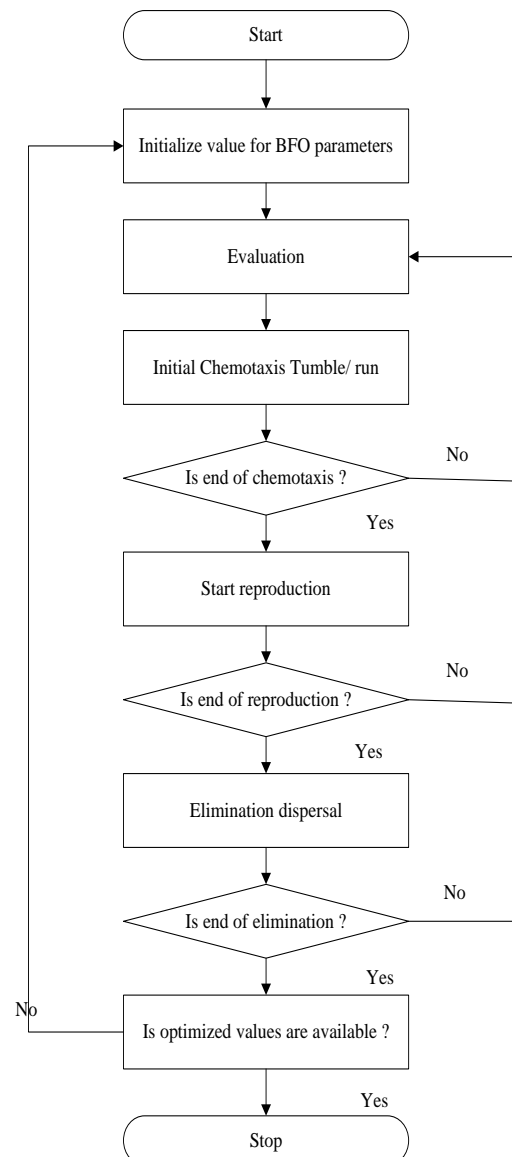 Start
Initialize value for BFO parameters
Evaluation
Initial Chemotaxis Tumble/ run
Is end of chemotaxis ?
No
Yes
Start reproduction
Is end of reproduction ?
No
Yes
Elimination dispersal
Is end of elimination ?
No
Yes
No
Is optimized values are available ?
Yes
Stop